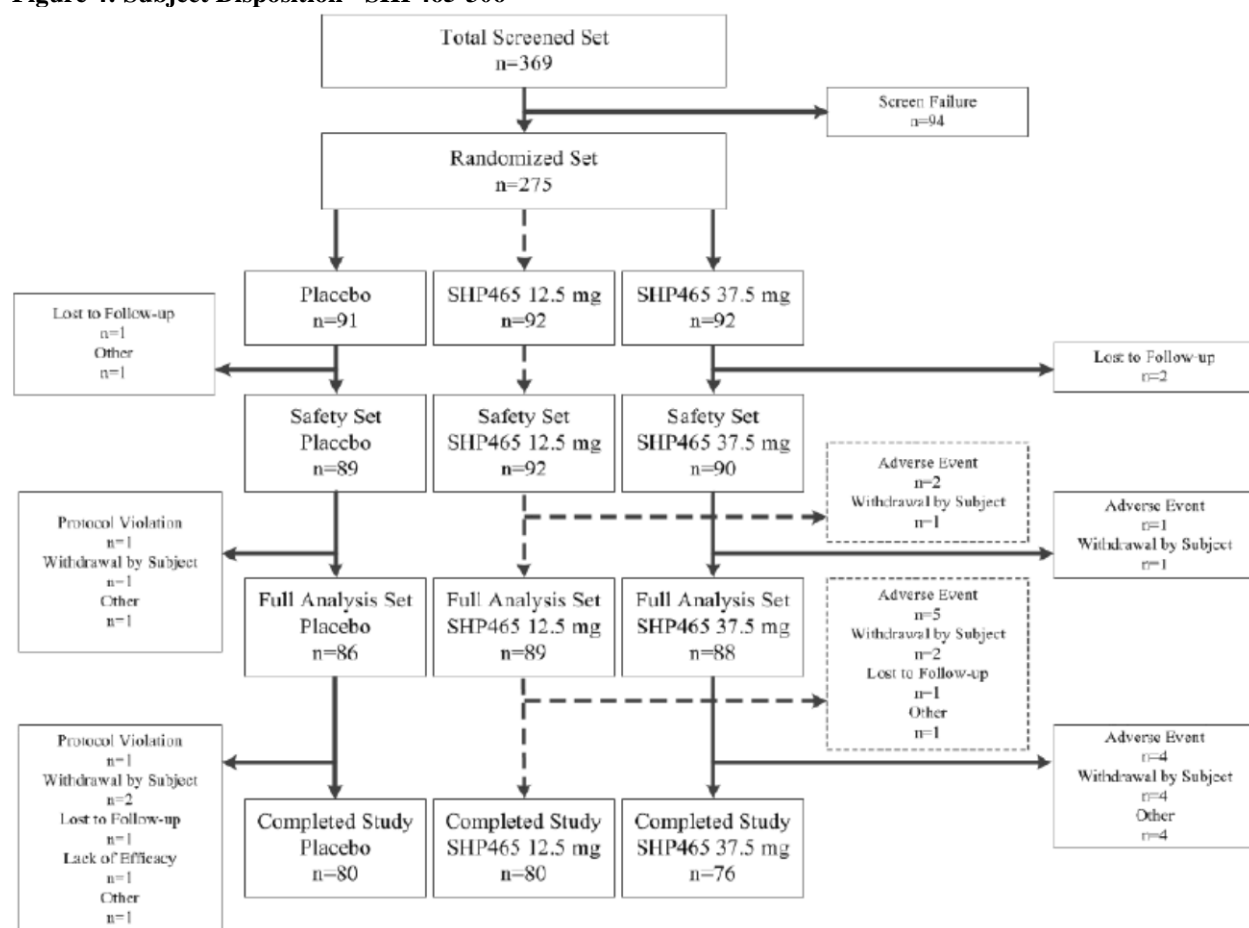 Total Screened Set
n=369
Screen Failure
n=94
Randomized Set
n=275
Placebo
n=91
SHP465 12.5 mg
n=92
SHP465 37.5 mg
n=92
Lost to Follow-up
n=1
Other
n=1
Lost to Follow-up
n=2
Safety Set
Placebo
n=89
Safety Set
SHP465 12.5 mg
n=92
Safety Set
SHP465 37.5 mg
n=90
Adverse Event
n=2
Withdrawal by Subject
n=1
Adverse Event
n=1
Withdrawal by Subject
n=1
Protocol Violation
n=1
Withdrawal by Subject
n=1
Other
n=1
Full Analysis Set
Placebo
n=86
Full Analysis Set
SHP465 12.5 mg
n=89
Full Analysis Set
SHP465 37.5 mg
n=88
Adverse Event
n=5
Withdrawal by Subject
n=2
Lost to Follow-up
n=1
Other
n=1
Protocol Violation
n=1
Withdrawal by Subject
n=2
Lost to Follow-up
n=1
Lack of Efficacy
n=1
Other
n=1
Adverse Event
n=4
Withdrawal by Subject
n=4
Other
n=4
Completed Study
Placebo
n=80
Completed Study
SHP465 12.5 mg
n=80
Completed Study
SHP465 37.5 mg
n=76